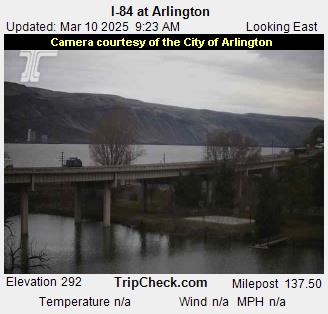 I-84 at Arlington
Updated: Mar 10 2025 9:23 AM Looking East
Camera courtesy of the City of Arlington
Elevation 292 TripCheck.com Milepost 137.50
Temperature n/a Wind n/a MPH n/a